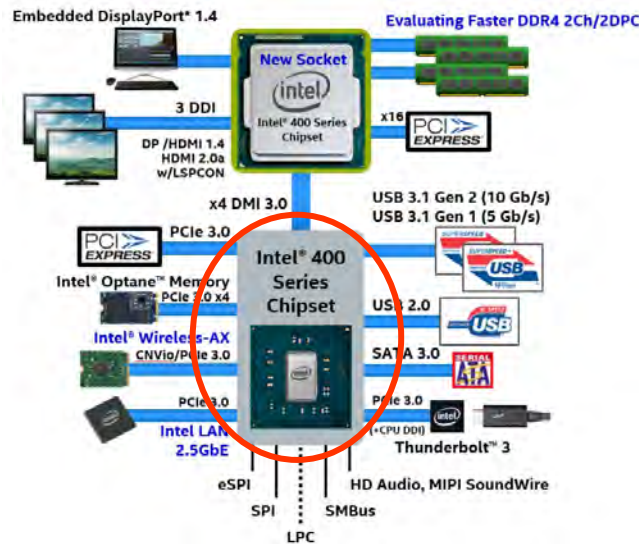 Embedded DisplayPort* 1.4
Evaluating Faster DDR4 2Ch/2DPC
New Socket
intel
Intel® 400 Series
Chipset
3 DDI
DP /HDMI 1.4
HDMI 2.0a
w/LSPCON
x16
PCI
EXPRESS
x4 DMI 3.0
USB 3.1 Gen 2 (10 Gb/s)
USB 3.1 Gen 1 (5 Gb/s)
PCIe 3.0
PCI
EXPRESS
Intel® 400
Series
Chipset
USB
Intel® Optane™ Memory
PCIe 3.0 x4
USB 2.0
USB
Intel® Wireless-AX
CNVio/PCIe 3.0
intel
SATA 3.0
SERIAL
ATA
PCIe 3.0
Intel LAN
2.5GbE
PCIe 3.0
(+CPU DDI)
intel
Thunderbolt™ 3
eSPI
SPI
LPC
SMBus
HD Audio, MIPI SoundWire